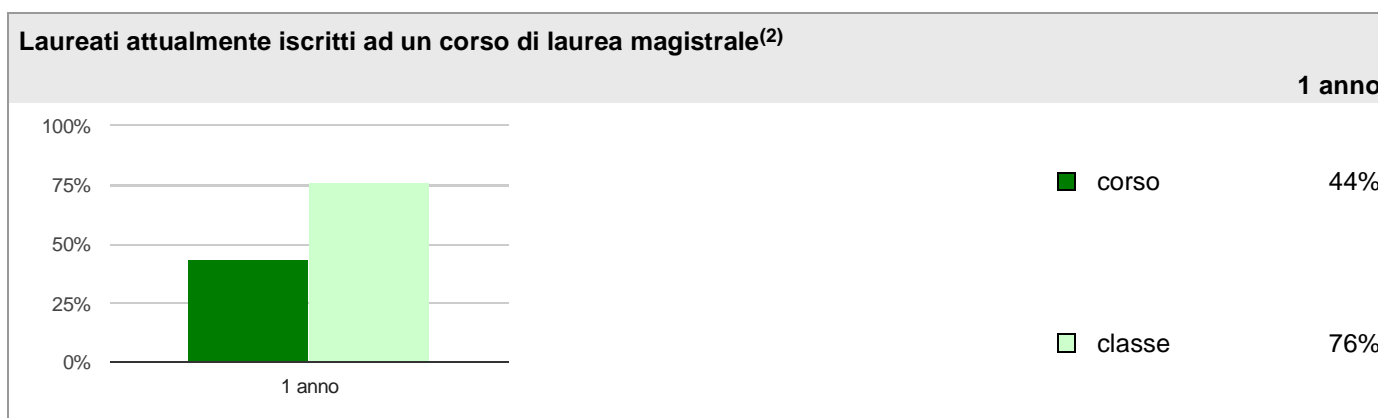 Laureati attualmente iscritti ad un corso di laurea magistrale(2)
1 anno
100%
75%
50%
25%
0%
1 anno
corso 44%
classe 76%